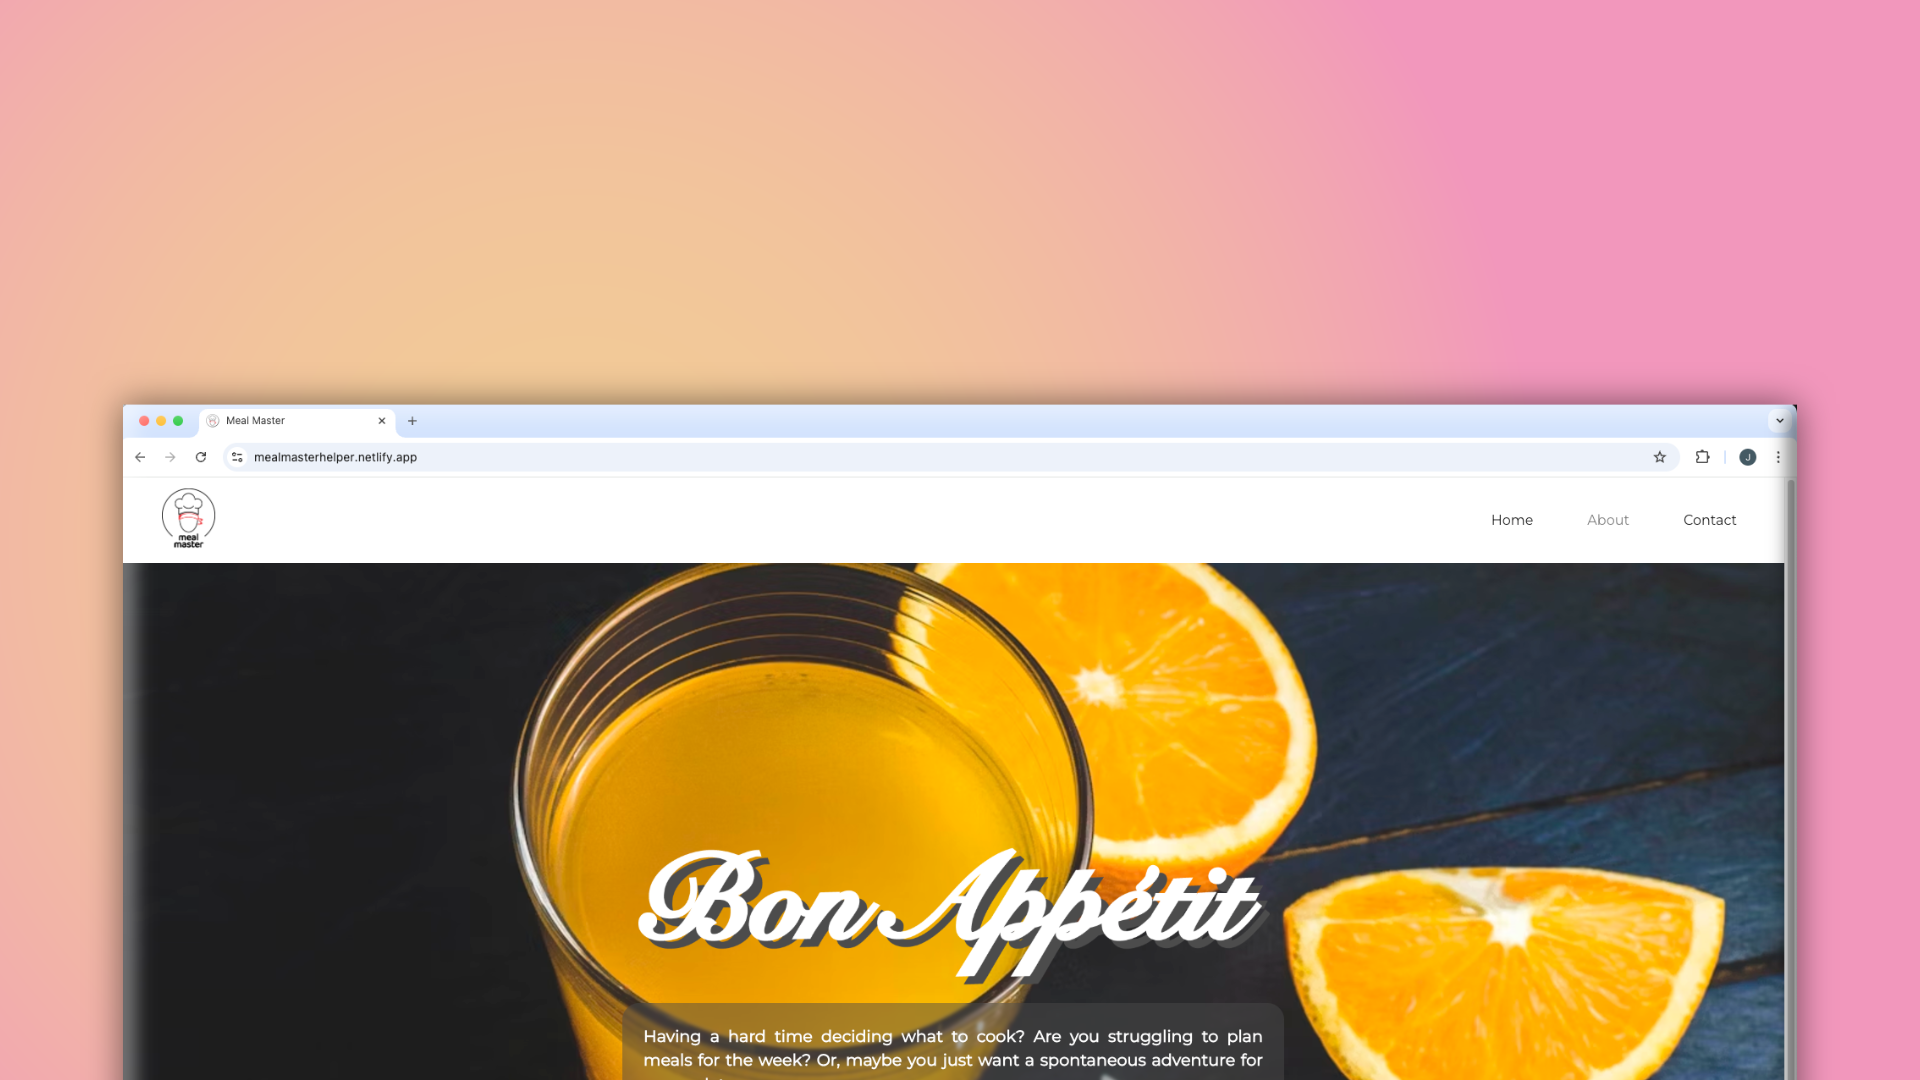 Meal Master
mealmasterhelper.netlify.app
J
meal
master
Home
About
Contact
Bon Appétit
Having a hard time deciding what to cook? Are you struggling to plan
meals for the week? Or, maybe you just want a spontaneous adventure for